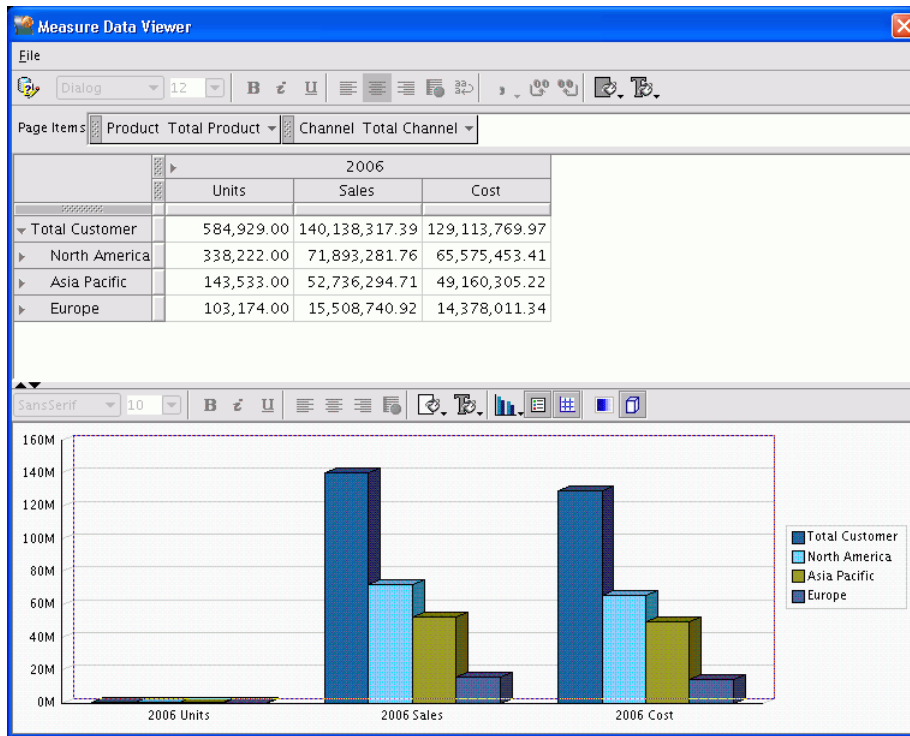 Measure Data Viewer
File
Dialog 12 B i U
Page Items Product Total Product Channel Total Channel
2006
Units Sales Cost
Total Customer 584,929.00 140,138,317.39 129,113,769.97
North America 338,222.00 71,893,281.76 65,575,453.41
Asia Pacific 143,533.00 52,736,294.71 49,160,305.22
Europe 103,174.00 15,508,740.92 14,378,011.34
SansSerif 10 B i U
160M
140M
120M
100M
80M
60M
40M
20M
0M
2006 Units 2006 Sales 2006 Cost
Total Customer
North America
Asia Pacific
Europe